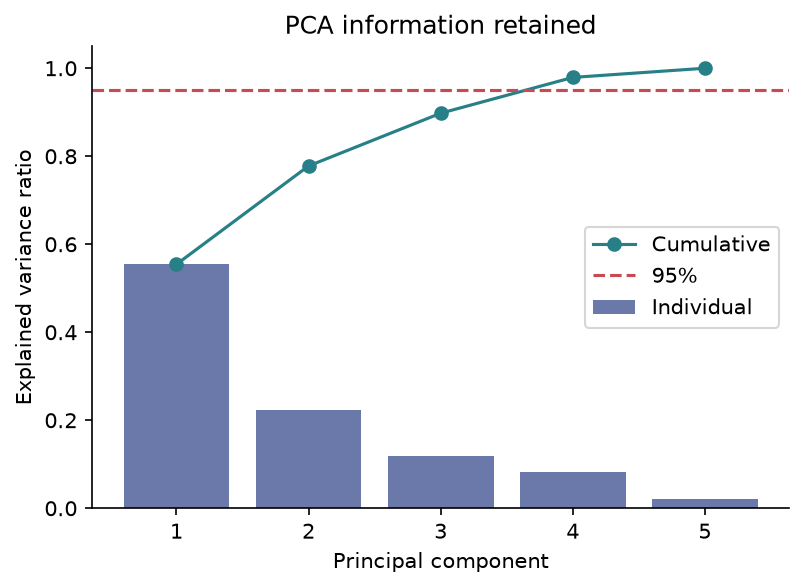 PCA information retained
Explained variance ratio
1.0
0.8
0.6
0.4
0.2
0.0
Cumulative
95%
Individual
1 2 3 4 5
Principal component